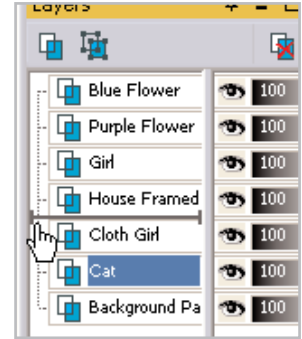 Layers
Blue Flower 100
Purple Flower 100
Girl 100
House Framed 100
Cloth Girl 100
Cat 100
Background Pa 100